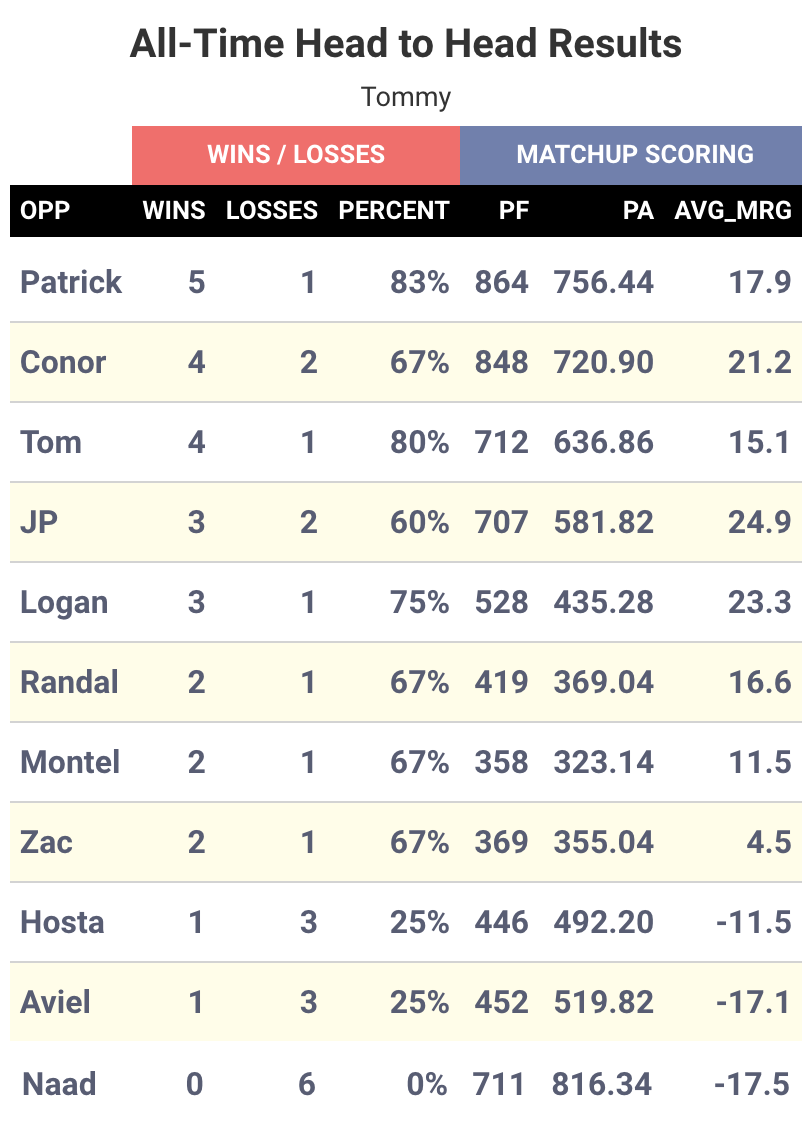 All-Time Head to Head Results
Tommy
WINS / LOSSES MATCHUP SCORING
OPP WINS LOSSES PERCENT PF PA AVG_MRG
Patrick 5 1 83% 864 756.44 17.9
Conor 4 2 67% 848 720.90 21.2
Tom 4 1 80% 712 636.86 15.1
JP 3 2 60% 707 581.82 24.9
Logan 3 1 75% 528 435.28 23.3
Randal 2 1 67% 419 369.04 16.6
Montel 2 1 67% 358 323.14 11.5
Zac 2 1 67% 369 355.04 4.5
Hosta 1 3 25% 446 492.20 -11.5
Aviel 1 3 25% 452 519.82 -17.1
Naad 0 6 0% 711 816.34 -17.5